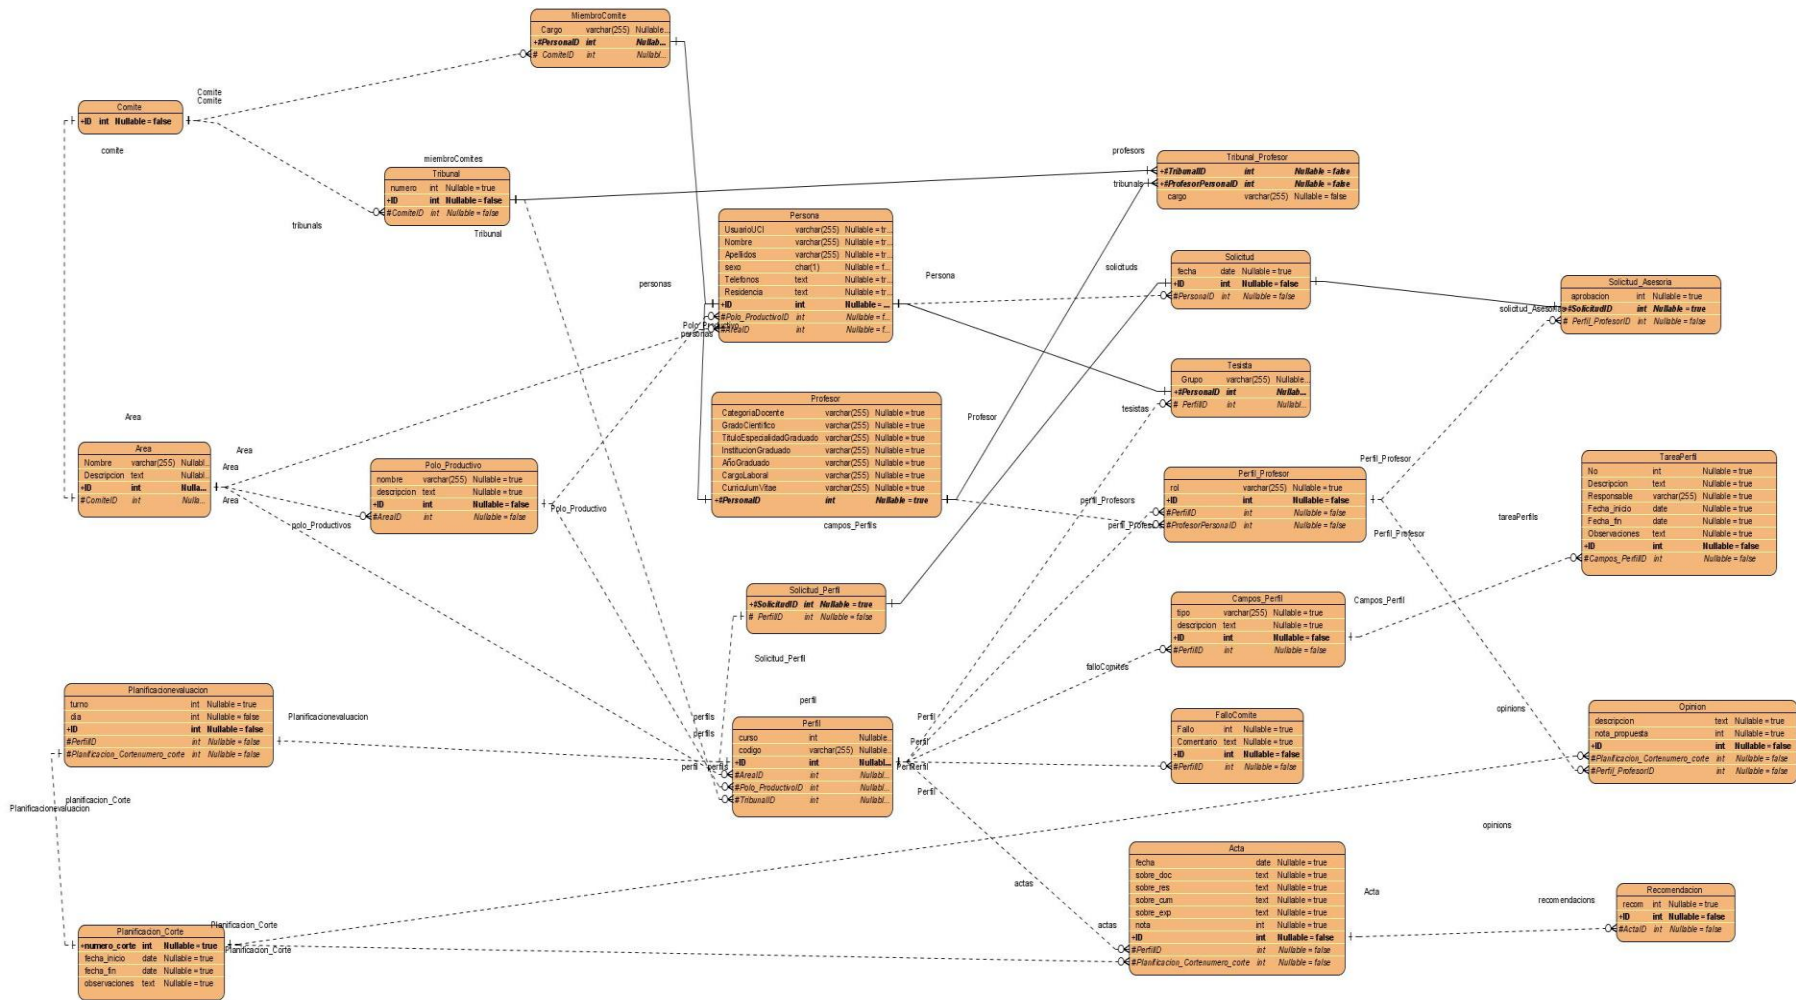 MiembroComite
Cargo varchar(255) Nullable...
+#PersonaID int Nullab...
# ComiteID int Nullabl...
Comite
Comite
Comite
+ID int Nullable = false
comite
miembroComites
Tribunal
numero int Nullable = true
+ID int Nullable = false
#ComiteID int Nullable = false
tribunals
Tribunal
profesors
tribunals
Tribunal_Profesor
+#TribunalID int Nullable = false
+#ProfesorPersonaID int Nullable = false
cargo varchar(255) Nullable = false
Persona
UsuarioUCI varchar(255) Nullable = tr...
Nombre varchar(255) Nullable = tr...
Apellidos varchar(255) Nullable = tr...
sexo char(1) Nullable = f...
Telefonos text Nullable = tr...
Residencia text Nullable = tr...
+ID int Nullable = ...
#Polo_ProductivoID int Nullable = f...
#AreaID int Nullable = f...
personas
Polo_Productivo
personas
Persona
solicituds
Solicitud
fecha date Nullable = true
+ID int Nullable = false
#PersonaID int Nullable = false
solicitud_Asesorias
Solicitud_Asesoria
aprobacion int Nullable = true
+#SolicitudID int Nullable = true
# Perfil_ProfesorID int Nullable = false
Tesista
Grupo varchar(255) Nullable...
+#PersonaID int Nullab...
# PerfilID int Nullabl...
tesistas
Profesor
CategoriaDocente varchar(255) Nullable = true
GradoCientifico varchar(255) Nullable = true
TituloEspecialidadGraduado varchar(255) Nullable = true
InstitucionGraduado varchar(255) Nullable = true
AñoGraduado varchar(255) Nullable = true
CargoLaboral varchar(255) Nullable = true
CurriculumVitae varchar(255) Nullable = true
+#PersonaID int Nullable = true
Profesor
campos_Perfils
Area
Area
Area
Area
Area
Nombre varchar(255) Nullabl...
Descripcion text Nullabl...
+ID int Nulla...
#ComiteID int Nulla...
polo_Productivos
Polo_Productivo
nombre varchar(255) Nullable = true
descripcion text Nullable = true
+ID int Nullable = false
#AreaID int Nullable = false
Polo_Productivo
perfil_Profesors
Perfil_Profesor
rol varchar(255) Nullable = true
+ID int Nullable = false
#PerfilID int Nullable = false
#ProfesorPersonaID int Nullable = false
Perfil_Profesor
Perfil_Profesor
tareaPerfils
TareaPerfil
No int Nullable = true
Descripcion text Nullable = true
Responsable varchar(255) Nullable = true
Fecha_inicio date Nullable = true
Fecha_fin date Nullable = true
Observaciones text Nullable = true
+ID int Nullable = false
#Campos_PerfilID int Nullable = false
Solicitud_Perfil
+#SolicitudID int Nullable = true
# PerfilID int Nullable = false
Solicitud_Perfil
Campos_Perfil
tipo varchar(255) Nullable = true
descripcion text Nullable = true
+ID int Nullable = false
#PerfilID int Nullable = false
Campos_Perfil
falloComites
Planificacionevaluacion
turno int Nullable = true
dia int Nullable = false
+ID int Nullable = false
#PerfilID int Nullable = false
#Planificacion_Cortenumero_corte int Nullable = false
Planificacionevaluacion
perfil
perfils
perfils
perfil
perfils
Perfil
curso int Nullable...
codigo varchar(255) Nullable...
+ID int Nullabl...
#AreaID int Nullabl...
#Polo_ProductivoID int Nullabl...
#TribunalID int Nullabl...
Perfil
Perfil
Perfil
FalloComite
Fallo int Nullable = true
Comentario text Nullable = true
+ID int Nullable = false
#PerfilID int Nullable = false
opinions
Opinion
descripcion text Nullable = true
nota_propuesta int Nullable = true
+ID int Nullable = false
#Planificacion_Cortenumero_corte int Nullable = false
#Perfil_ProfesorID int Nullable = false
opinions
planificacion_Corte
Planificacionevaluacion
actas
actas
Acta
fecha date Nullable = true
sobre_doc text Nullable = true
sobre_res text Nullable = true
sobre_cum text Nullable = true
sobre_exp text Nullable = true
nota int Nullable = true
+ID int Nullable = false
#PerfilID int Nullable = false
#Planificacion_Cortenumero_corte int Nullable = false
Acta
recomendacions
Recomendacion
recom int Nullable = true
+ID int Nullable = false
#ActaID int Nullable = false
Planificacion_Corte
+numero_corte int Nullable = true
fecha_inicio date Nullable = true
fecha_fin date Nullable = true
observaciones text Nullable = true
Planificacion_Corte
Planificacion_Corte